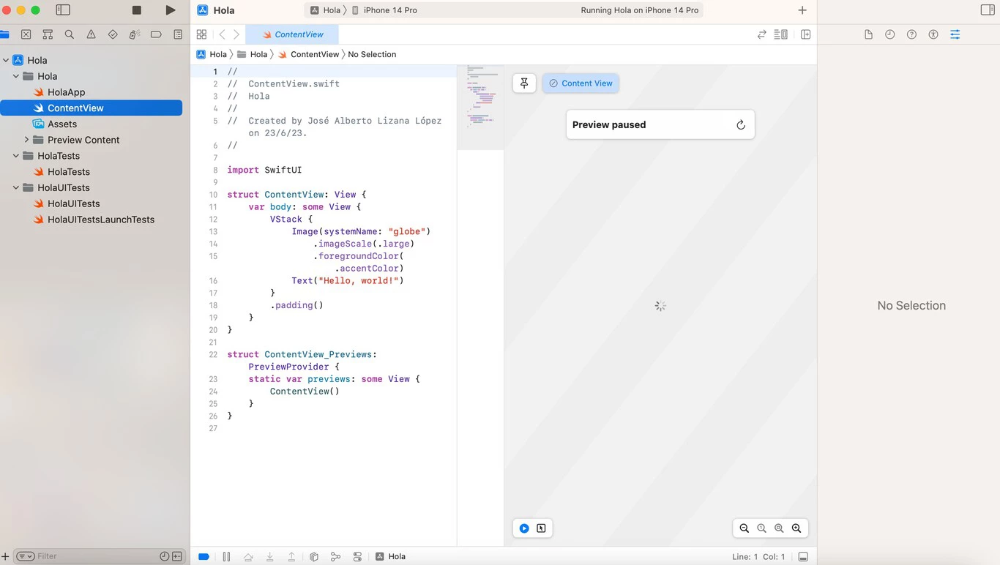 Hola
Hola
iPhone 14 Pro
Running Hola on iPhone 14 Pro
ContentView
Hola
Hola
ContentView
No Selection
Hola
Hola
HolaApp
ContentView
Assets
Preview Content
HolaTests
HolaTests
HolaUITests
HolaUITests
HolaUITestsLaunchTests
Filter
1 //
2 // ContentView.swift
3 // Hola
4 //
5 // Created by José Alberto Lizana López
on 23/6/23.
6 //
7
8 import SwiftUI
9
10 struct ContentView: View {
11 var body: some View {
12 VStack {
13 Image(systemName: "globe")
14 .imageScale(.large)
15 .foregroundColor(
.accentColor)
16 Text("Hello, world!")
17 }
18 .padding()
19 }
20 }
21
22 struct ContentView_Previews:
PreviewProvider {
23 static var previews: some View {
24 ContentView()
25 }
26 }
27
Content View
Preview paused
No Selection
Hola
Line: 1 Col: 1